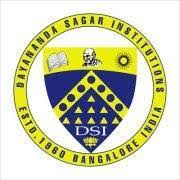 DAYANANDA SAGAR INSTITUTIONS
DSI
ESTD.1960 BANGALORE INDIA